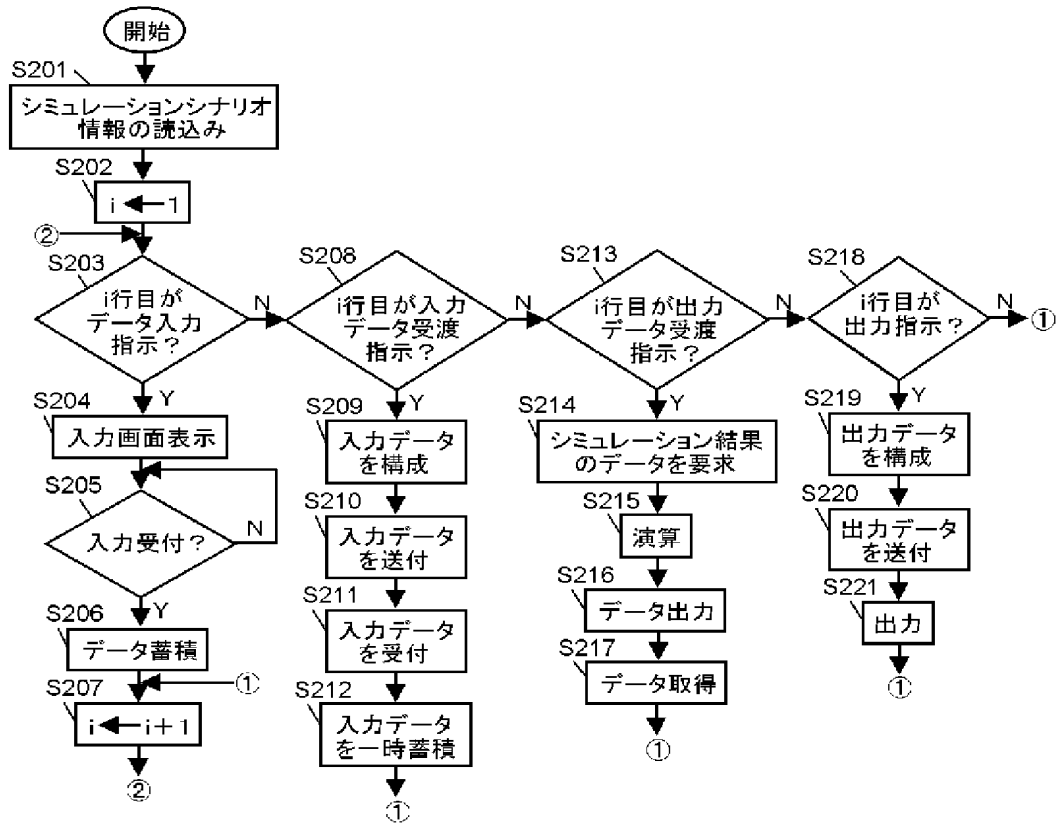 開始
S201
シミュレーションシナリオ
情報の読込み
S202
i ← 1
②
S203
i行目が
データ入力
指示？
N
Y
S204
入力画面表示
S205
入力受付？
N
Y
S206
データ蓄積
①
S207
i ← i＋1
②
S208
i行目が入力
データ受渡
指示？
N
Y
S209
入力データ
を構成
S210
入力データ
を送付
S211
入力データ
を受付
S212
入力データ
を一時蓄積
①
S213
i行目が出力
データ受渡
指示？
N
Y
S214
シミュレーション結果
のデータを要求
S215
演算
S216
データ出力
S217
データ取得
①
S218
i行目が
出力指示？
N
①
Y
S219
出力データ
を構成
S220
出力データ
を送付
S221
出力
①